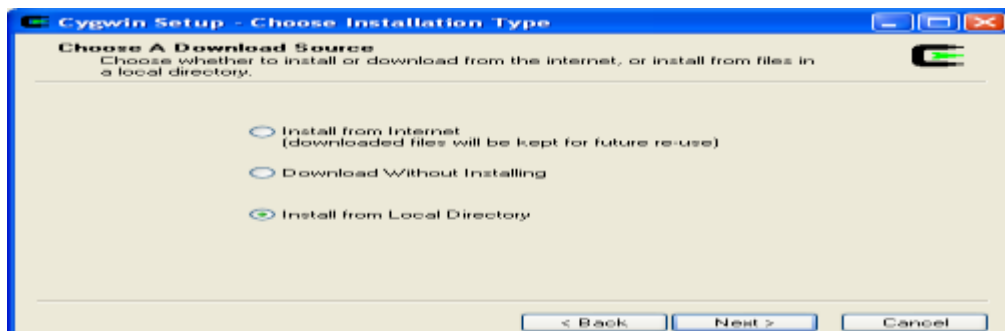 Cygwin Setup - Choose Installation Type
Choose A Download Source
Choose whether to install or download from the internet, or install from files in
a local directory.
Install from Internet
(downloaded files will be kept for future re-use)
Download Without Installing
Install from Local Directory
< Back
Next >
Cancel